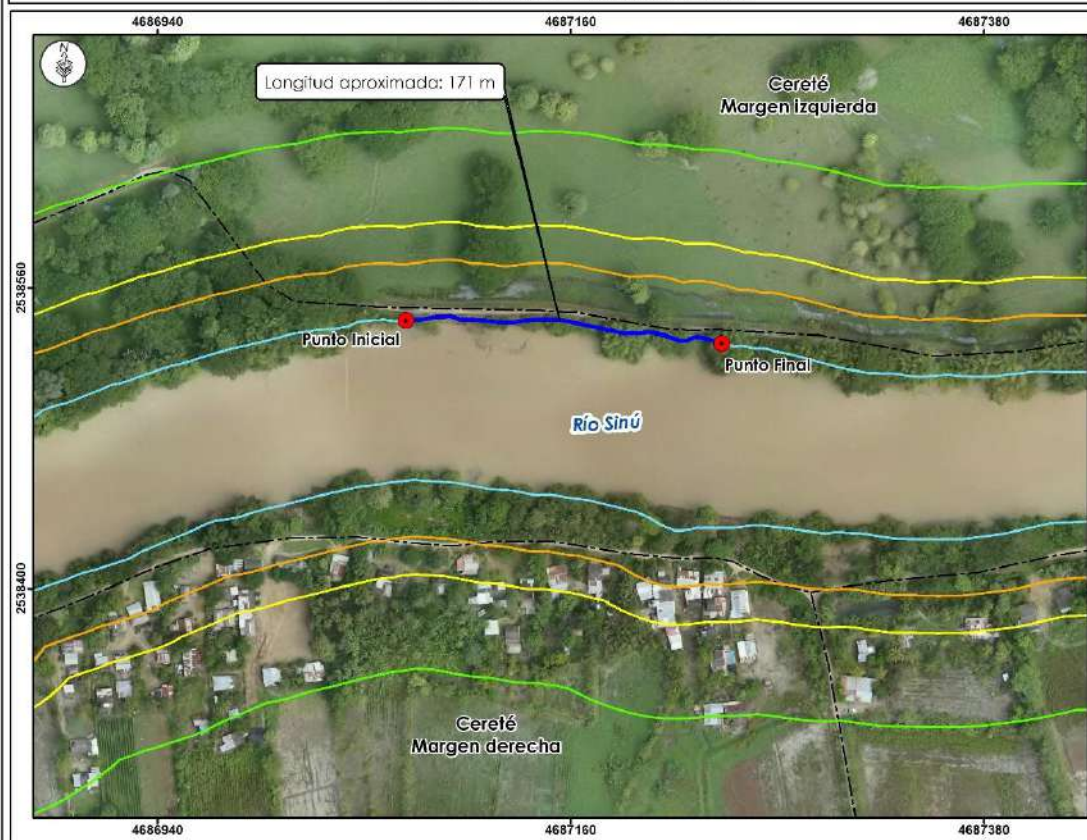 4686940
4687160
4687380
N
Longitud aproximada: 171 m
Cereté
Margen izquierda
2538560
Punto Inicial
Punto Final
Río Sinú
2538400
Cereté
Margen derecha
4686940
4687160
4687380